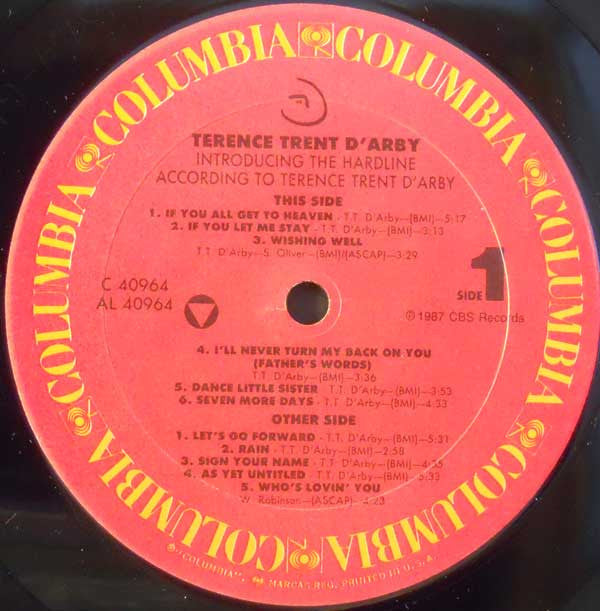 COLUMBIA
COLUMBIA
COLUMBIA
COLUMBIA
COLUMBIA
COLUMBIA
TERENCE TRENT D'ARBY
INTRODUCING THE HARDLINE
ACCORDING TO TERENCE TRENT D'ARBY
THIS SIDE
1. IF YOU ALL GET TO HEAVEN - T.T. D'Arby-(BMI)-5:17
2. IF YOU LET ME STAY - T.T. D'Arby-(BMI)-3:13
3. WISHING WELL
T.T. D'Arby-S. Oliver-(BMI)/(ASCAP)-3:29
C 40964
AL 40964
SIDE 1
℗ 1987 CBS Records
4. I'LL NEVER TURN MY BACK ON YOU
(FATHER'S WORDS)
T.T. D'Arby-(BMI)-3:36
5. DANCE LITTLE SISTER - T.T. D'Arby-(BMI)-3:53
6. SEVEN MORE DAYS - T.T. D'Arby-(BMI)-4:33
OTHER SIDE
1. LET'S GO FORWARD - T.T. D'Arby-(BMI)-5:31
2. RAIN - T.T. D'Arby-(BMI)-2:58
3. SIGN YOUR NAME - T.T. D'Arby-(BMI)-4:35
4. AS YET UNTITLED - T.T. D'Arby-(BMI)-5:33
5. WHO'S LOVIN' YOU
W. Robinson-(ASCAP)-4:23
"COLUMBIA", MARCAS REG. PRINTED IN U.S.A.